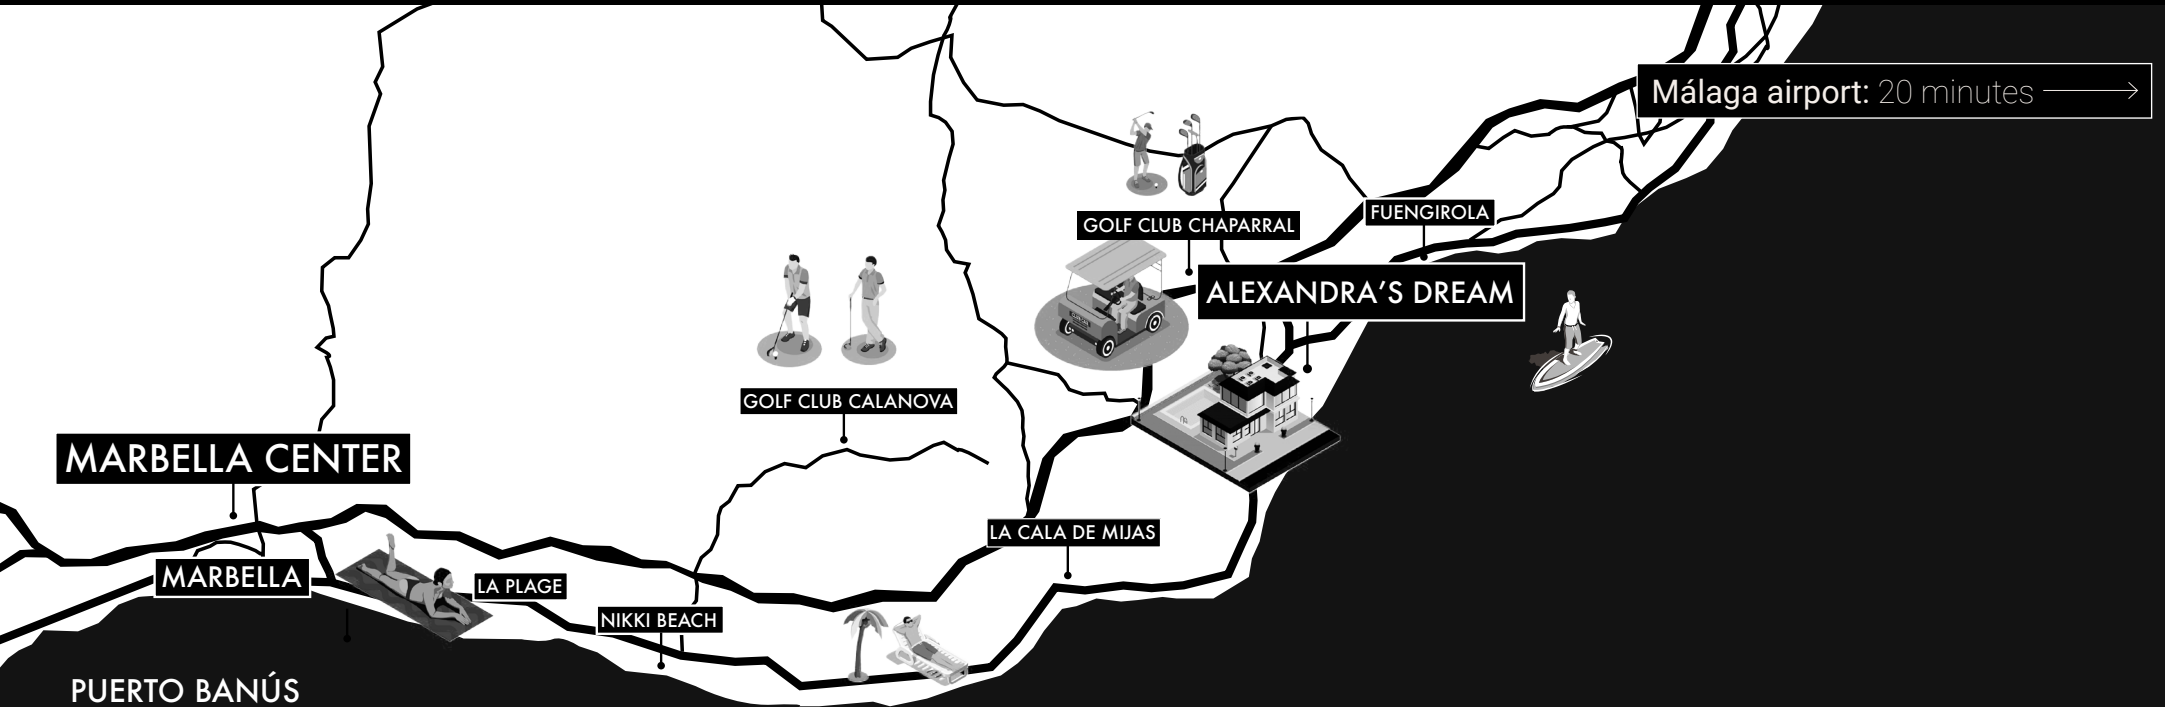 Málaga airport: 20 minutes
FUENGIROLA
GOLF CLUB CHAPARRAL
ALEXANDRA’S DREAM
GOLF CLUB CALANOVA
MARBELLA CENTER
LA CALA DE MIJAS
MARBELLA
LA PLAGE
NIKKI BEACH
PUERTO BANÚS